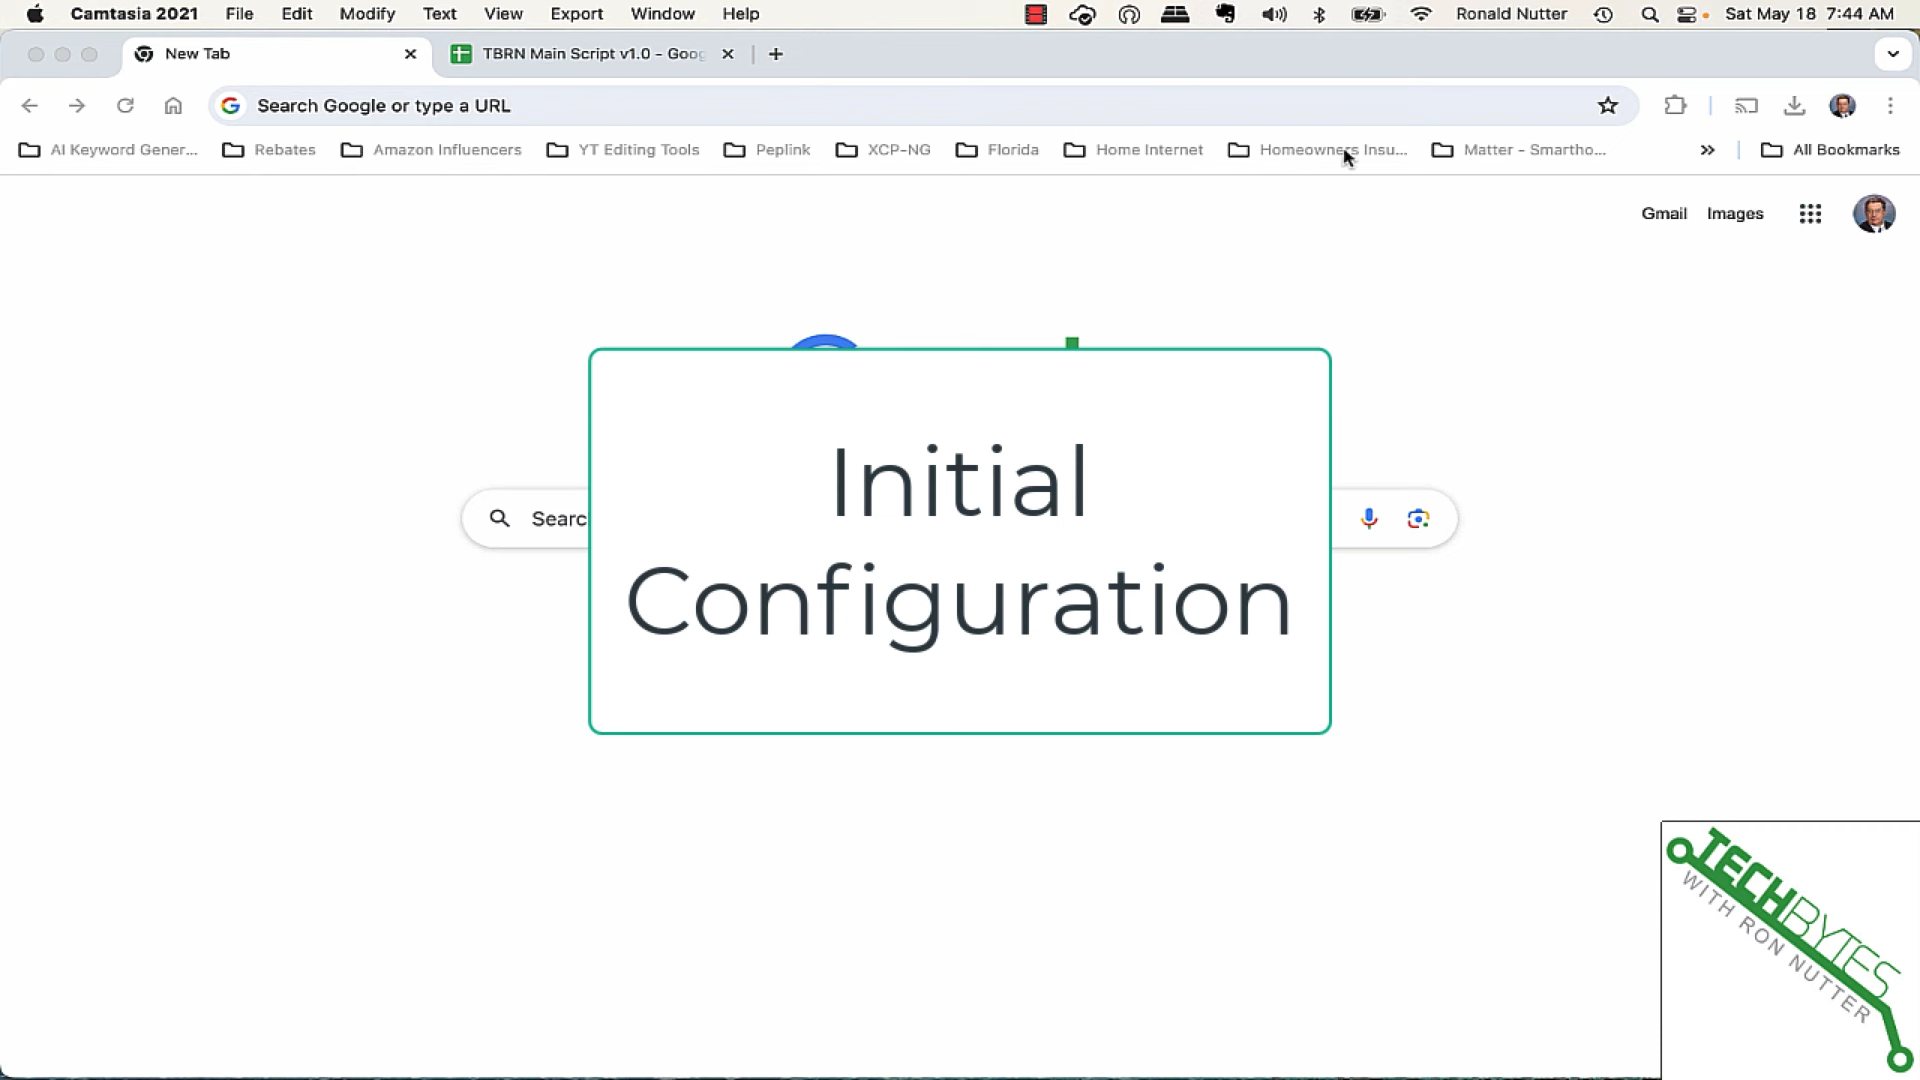 Camtasia 2021 File Edit Modify Text View Export Window Help Ronald Nutter Sat May 18 7:44 AM
New Tab TBRN Main Script v1.0 - Goog
Search Google or type a URL
AI Keyword Gener... Rebates Amazon Influencers YT Editing Tools Peplink XCP-NG Florida Home Internet Homeowners Insu... Matter - Smartho... All Bookmarks
Gmail Images
Searc
Initial
Configuration
TECHBYTES
WITH RON NUTTER